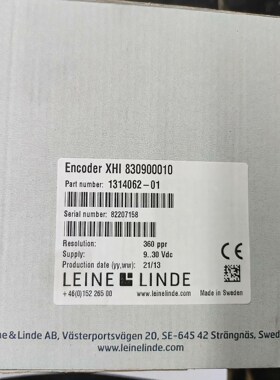 Encoder XHI 830900010
Part number: 1314062-01
Serial number: 82207158
Resolution: 360 ppr
Supply: 9..30 Vdc
Production date (yy/w): 21/13
LEINE LINDE
+46(0)152 265 00 Made in Sweden
www.leinelinde.com
e & Linde AB, Västerportsvägen 20, SE-645 42 Strängnäs, Swed
www.leinelinde.com